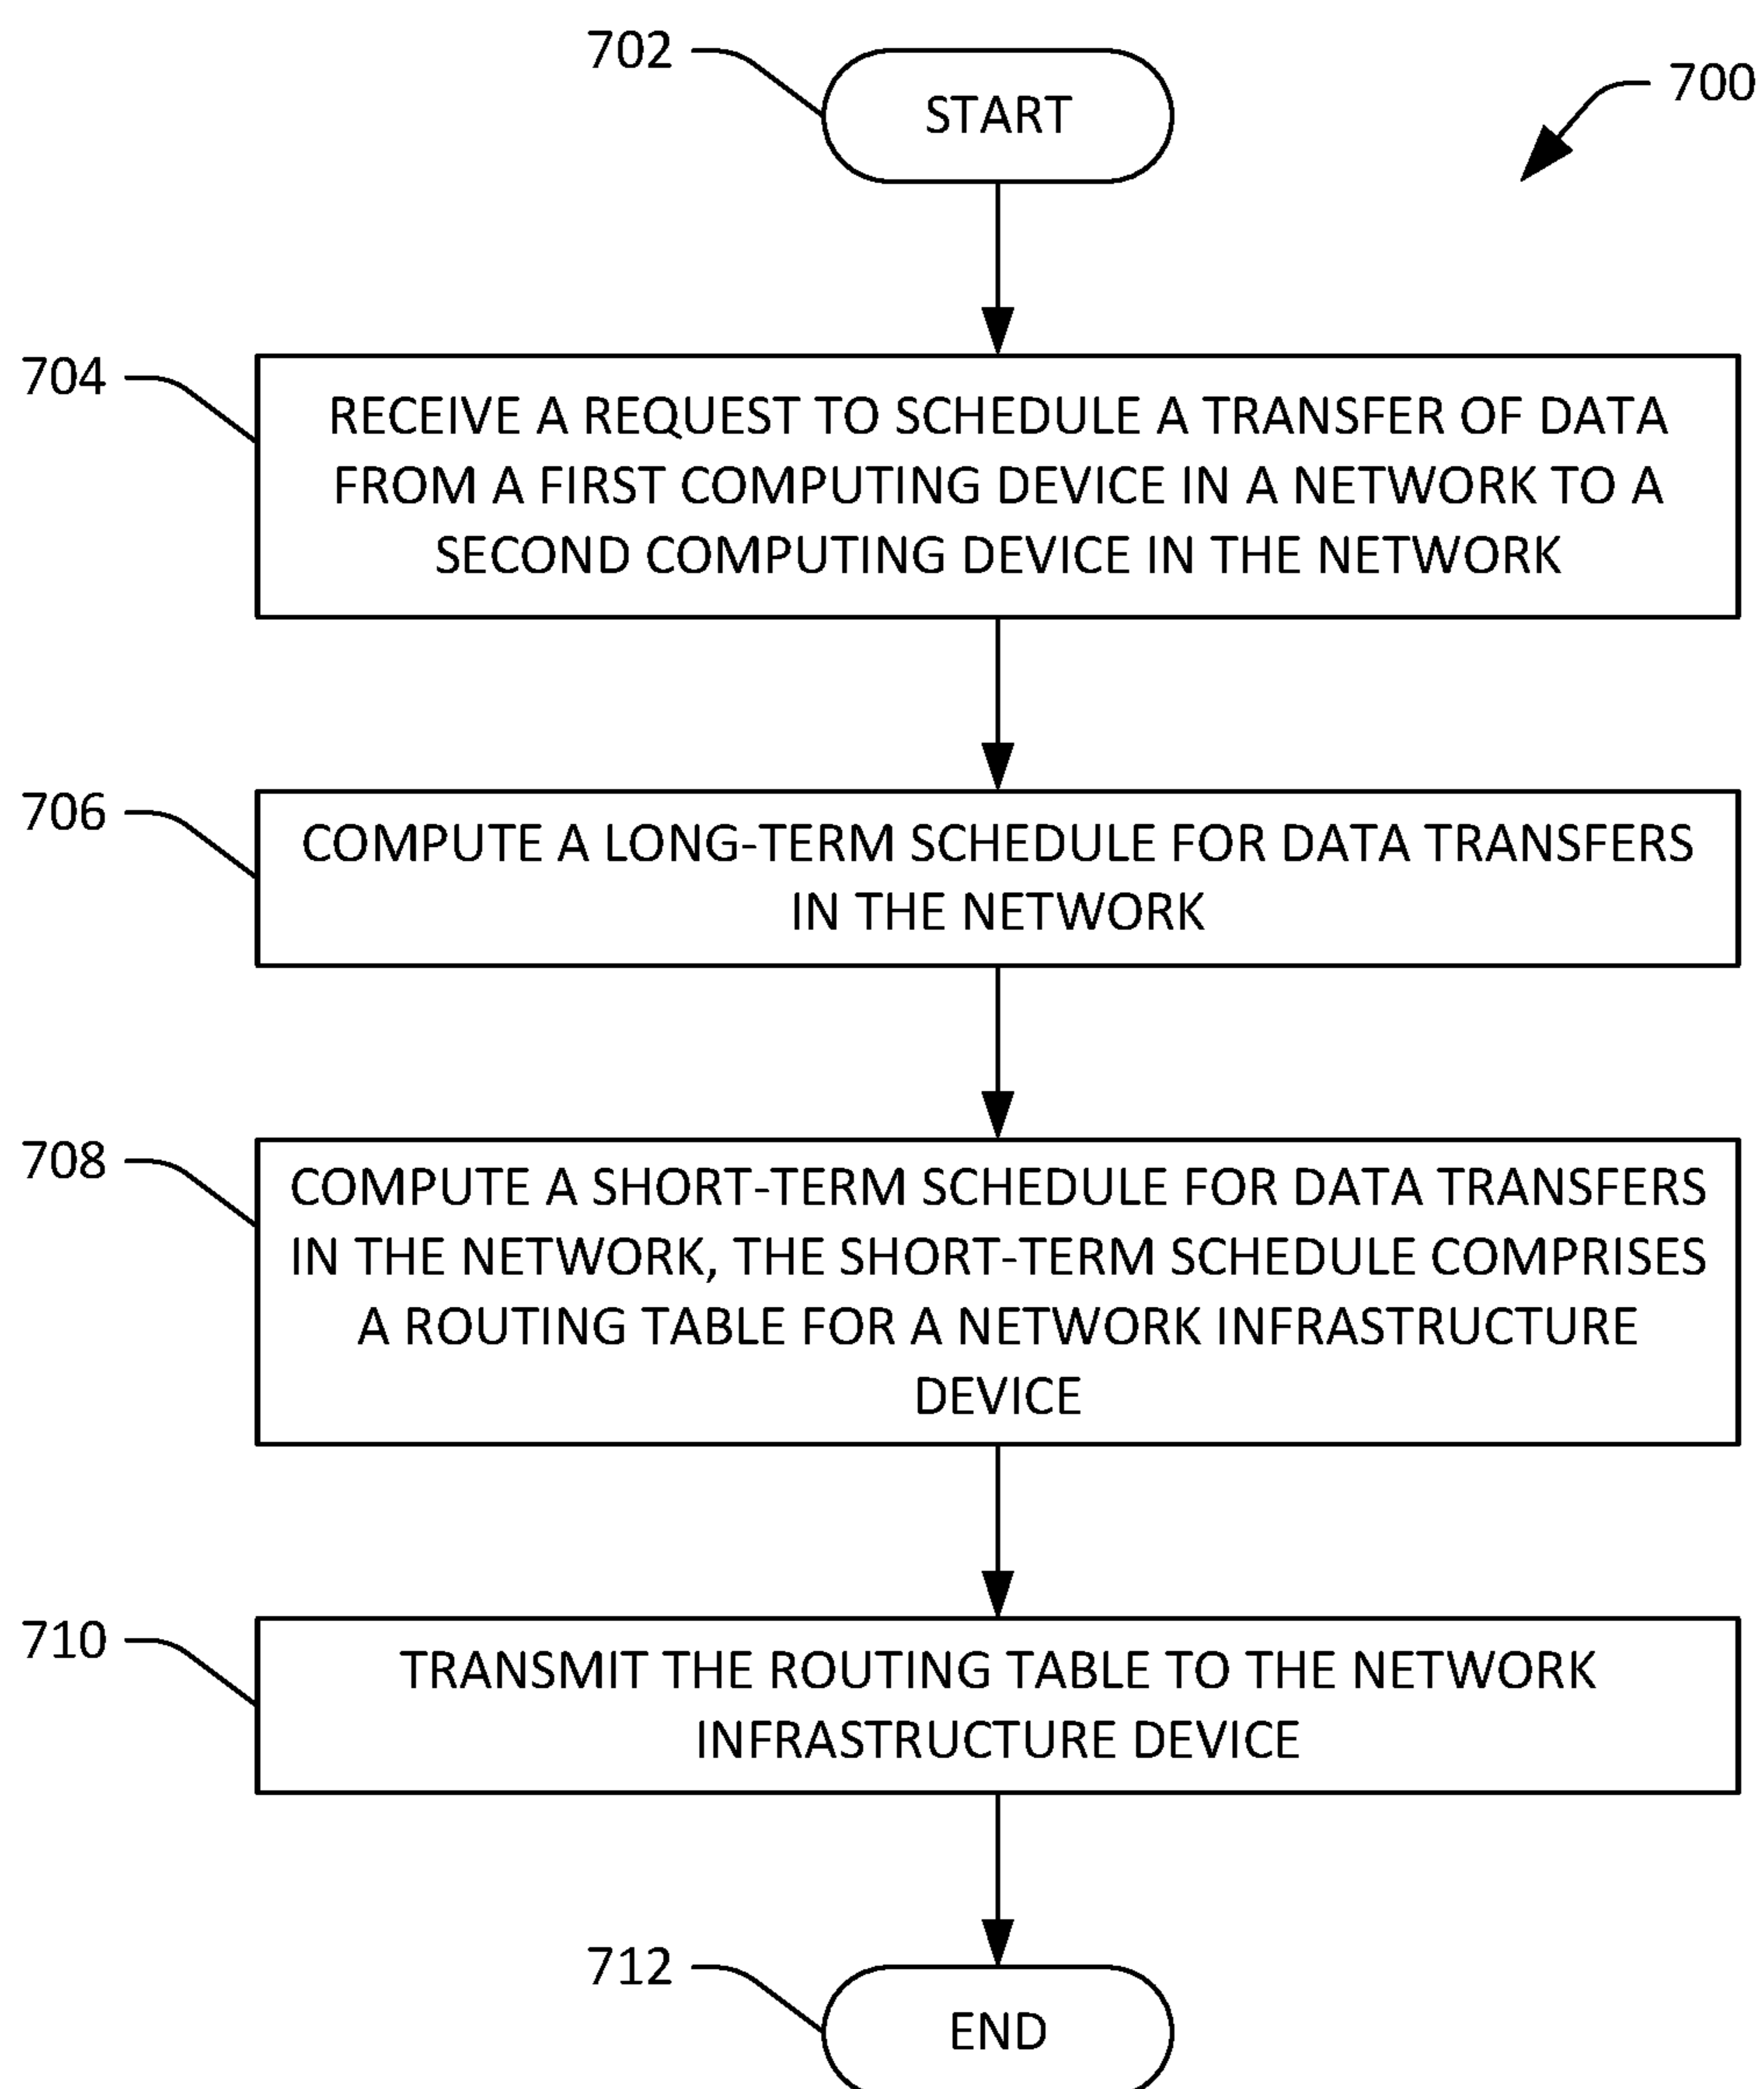 702
START
700
704
RECEIVE A REQUEST TO SCHEDULE A TRANSFER OF DATA
FROM A FIRST COMPUTING DEVICE IN A NETWORK TO A
SECOND COMPUTING DEVICE IN THE NETWORK
706
COMPUTE A LONG-TERM SCHEDULE FOR DATA TRANSFERS
IN THE NETWORK
708
COMPUTE A SHORT-TERM SCHEDULE FOR DATA TRANSFERS
IN THE NETWORK, THE SHORT-TERM SCHEDULE COMPRISES
A ROUTING TABLE FOR A NETWORK INFRASTRUCTURE
DEVICE
710
TRANSMIT THE ROUTING TABLE TO THE NETWORK
INFRASTRUCTURE DEVICE
712
END